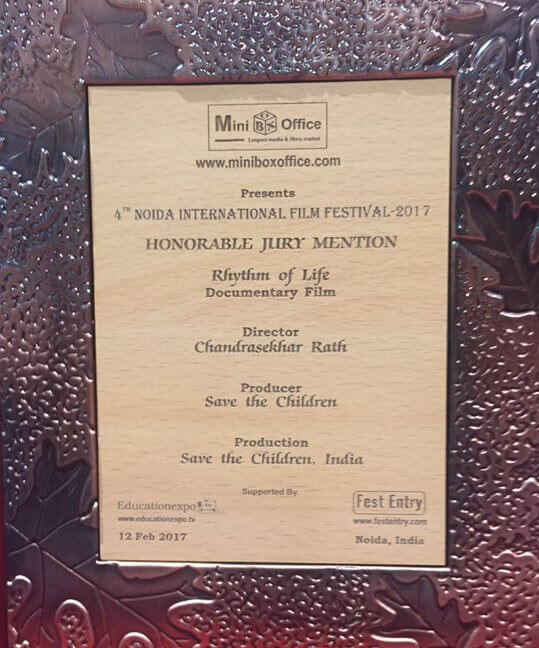 Mini BOX Office
Largest media & films market
www.miniboxoffice.com
Presents
4TH NOIDA INTERNATIONAL FILM FESTIVAL-2017
HONORABLE JURY MENTION
Rhythm of Life
Documentary Film
Director
Chandrasekhar Rath
Producer
Save the Children
Production
Save the Children, India
Supported By
Educationexpo
www.educationexpo.tv
12 Feb 2017
Fest Entry
www.festentry.com
Noida, India